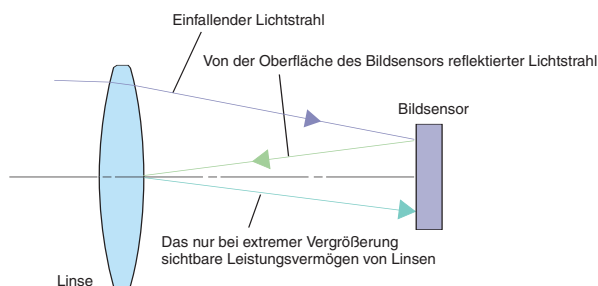 Einfallender Lichtstrahl
Von der Oberfläche des Bildsensors reflektierter Lichtstrahl
Bildsensor
Das nur bei extremer Vergrößerung
sichtbare Leistungsvermögen von Linsen
Linse